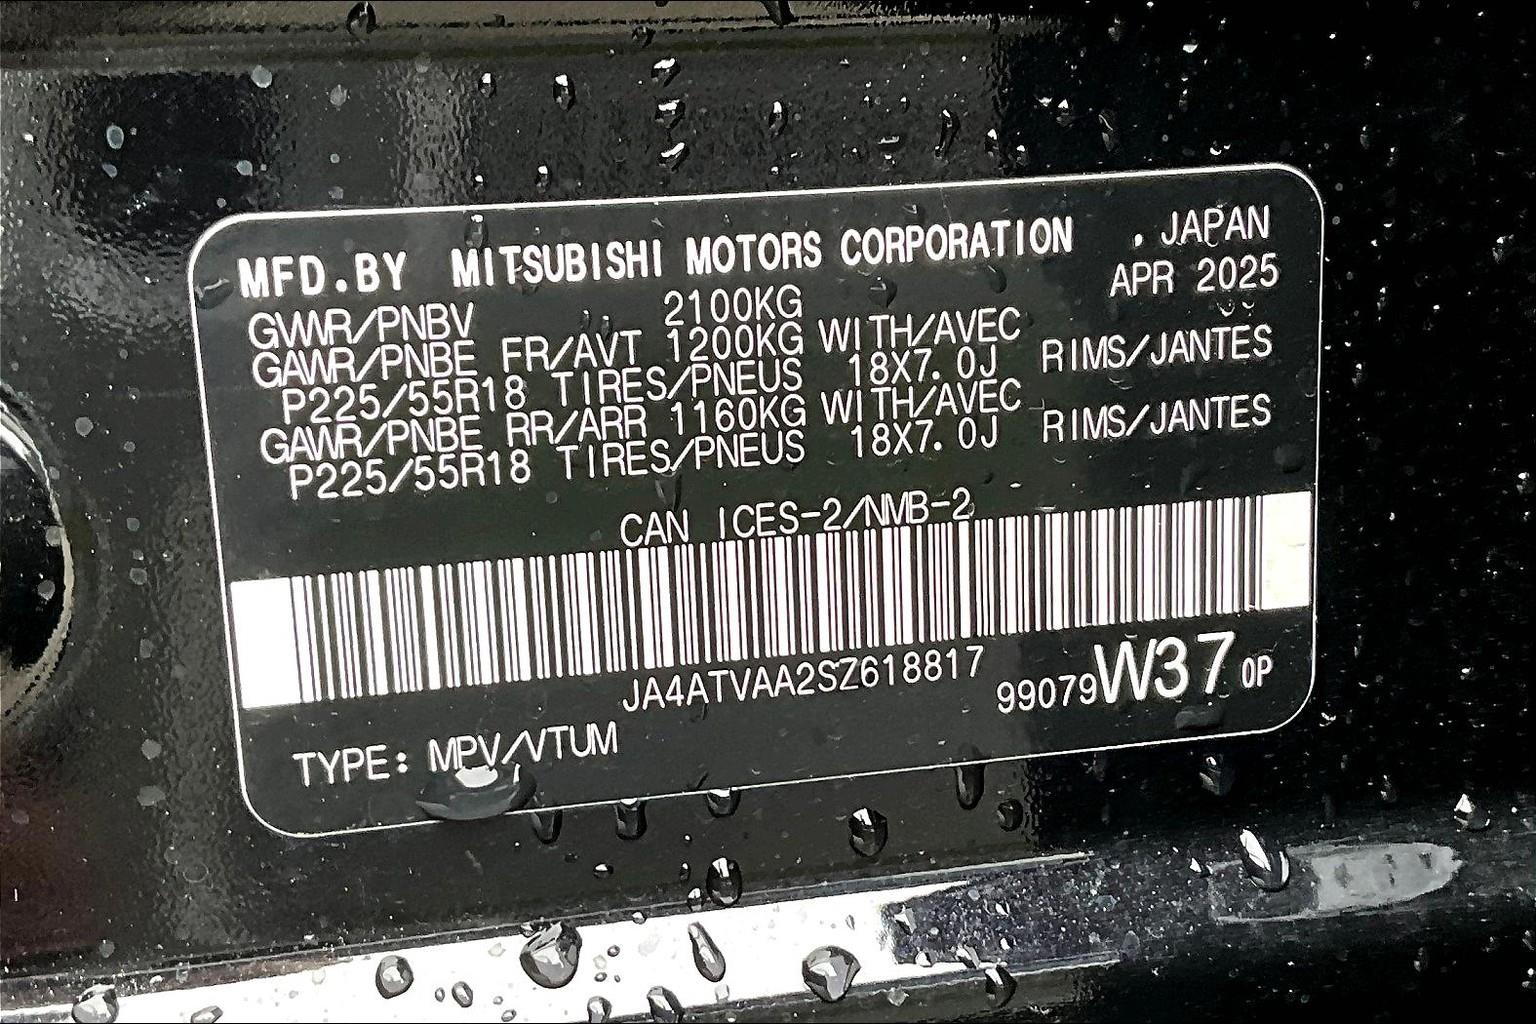 MFD.BY MITSUBISHI MOTORS CORPORATION , JAPAN
GVWR/PNBV 2100KG APR 2025
GAWR/PNBE FR/AVT 1200KG WITH/AVEC
P225/55R18 TIRES/PNEUS 18X7.0J RIMS/JANTES
GAWR/PNBE RR/ARR 1160KG WITH/AVEC
P225/55R18 TIRES/PNEUS 18X7.0J RIMS/JANTES
CAN ICES-2/NMB-2
JA4ATVAA2SZ618817 99079W37 0P
TYPE: MPV/VTUM